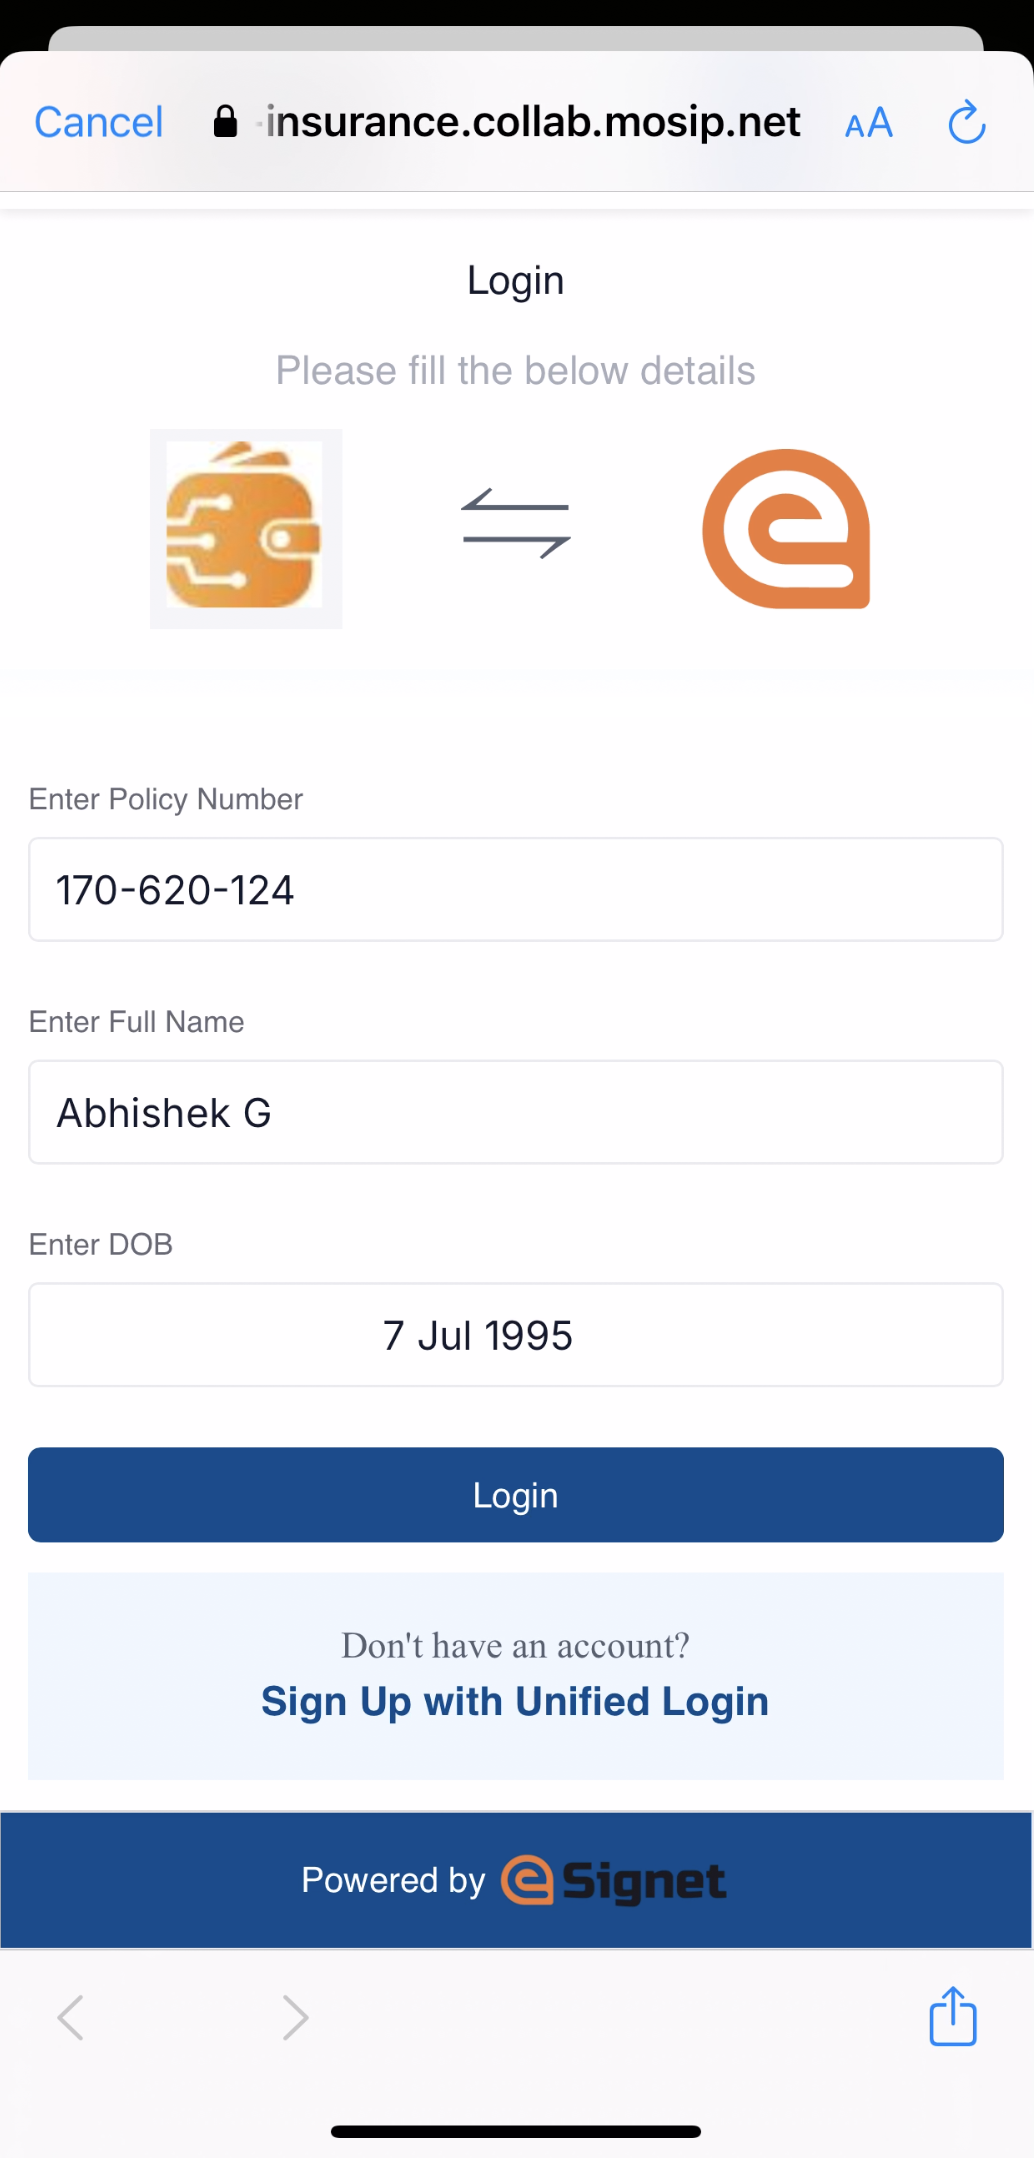 Cancel
-insurance.collab.mosip.net
AA
Login
Please fill the below details
Enter Policy Number
170-620-124
Enter Full Name
Abhishek G
Enter DOB
7 Jul 1995
Login
Don't have an account?
Sign Up with Unified Login
Powered by eSignet